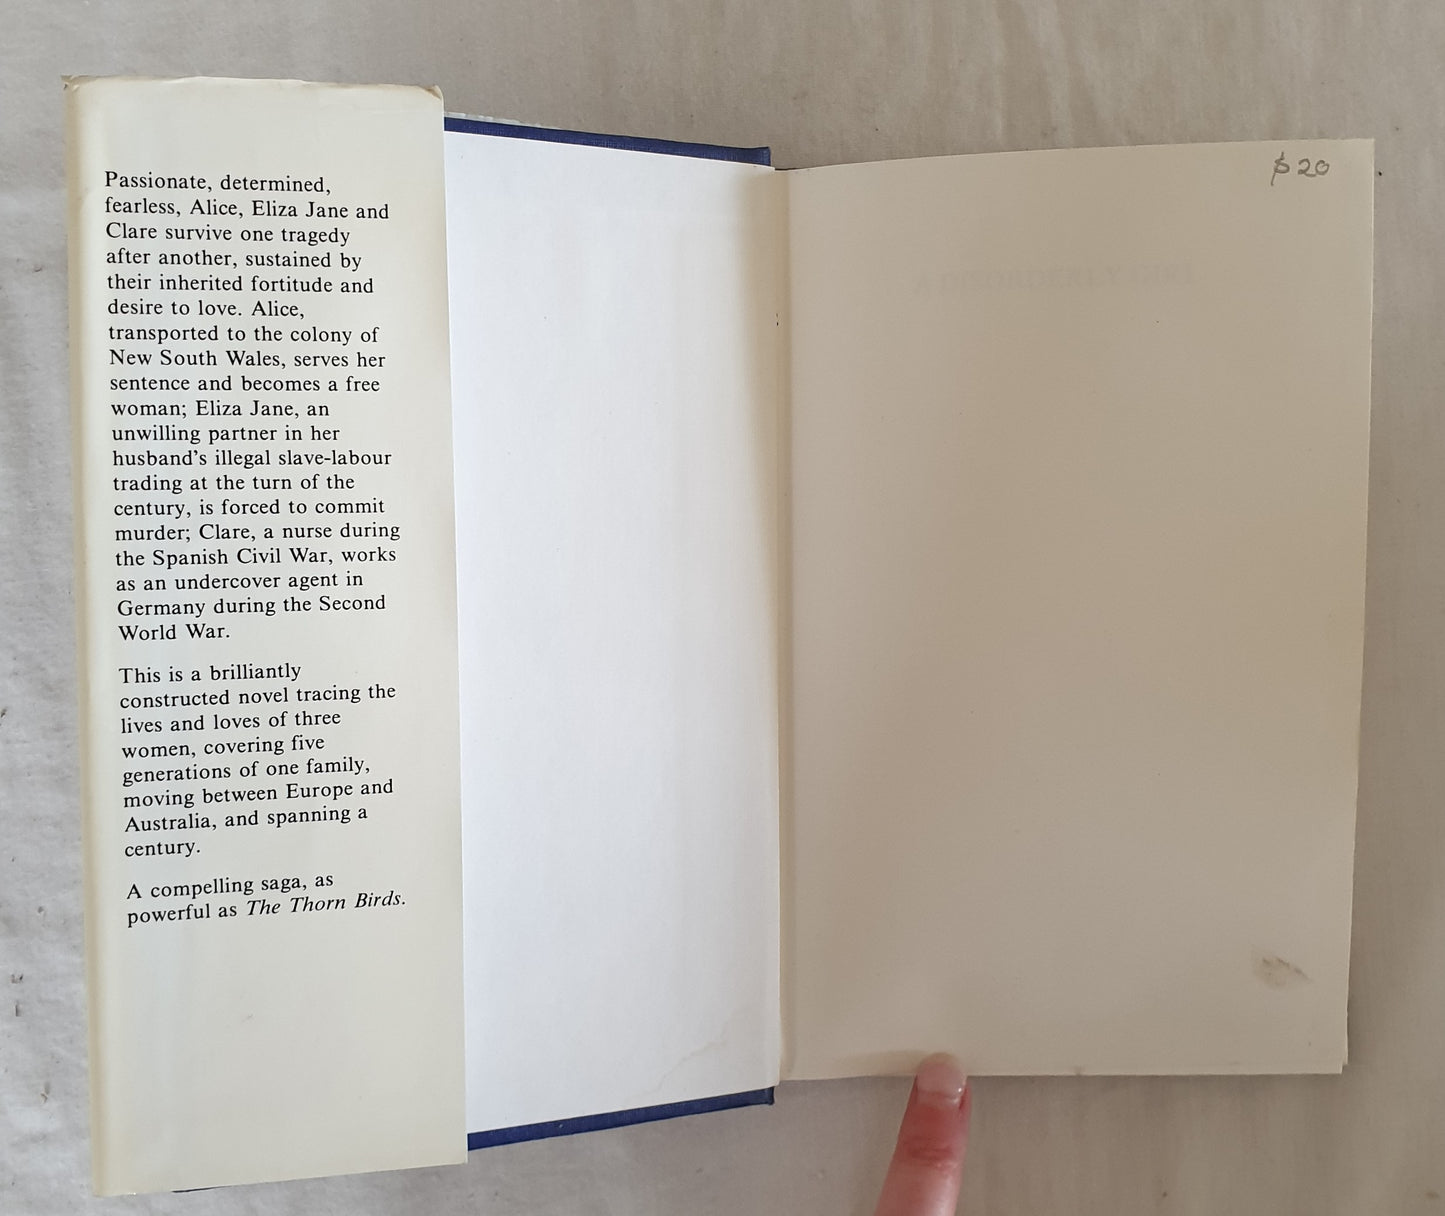 Passionate, determined,
fearless, Alice, Eliza Jane and
Clare survive one tragedy
after another, sustained by
their inherited fortitude and
desire to love. Alice,
transported to the colony of
New South Wales, serves her
sentence and becomes a free
woman; Eliza Jane, an
unwilling partner in her
husband's illegal slave-labour
trading at the turn of the
century, is forced to commit
murder; Clare, a nurse during
the Spanish Civil War, works
as an undercover agent in
Germany during the Second
World War.
This is a brilliantly
constructed novel tracing the
lives and loves of three
women, covering five
generations of one family,
moving between Europe and
Australia, and spanning a
century.
A compelling saga, as
powerful as The Thorn Birds.
$20
A DISORDERLY GIRL